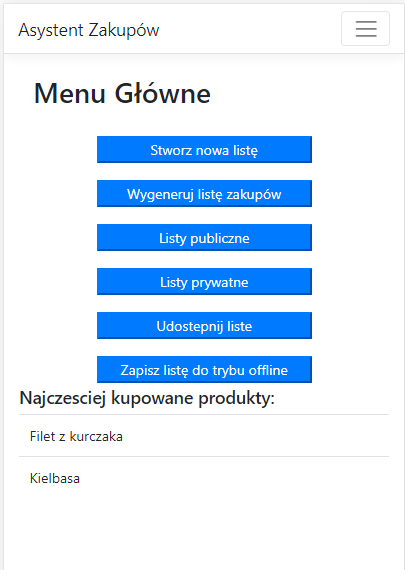 Asystent Zakupów
Menu Główne
Stworz nowa listę
Wygeneruj listę zakupów
Listy publiczne
Listy prywatne
Udostepnij liste
Zapisz listę do trybu offline
Najczesciej kupowane produkty:
Filet z kurczaka
Kielbasa